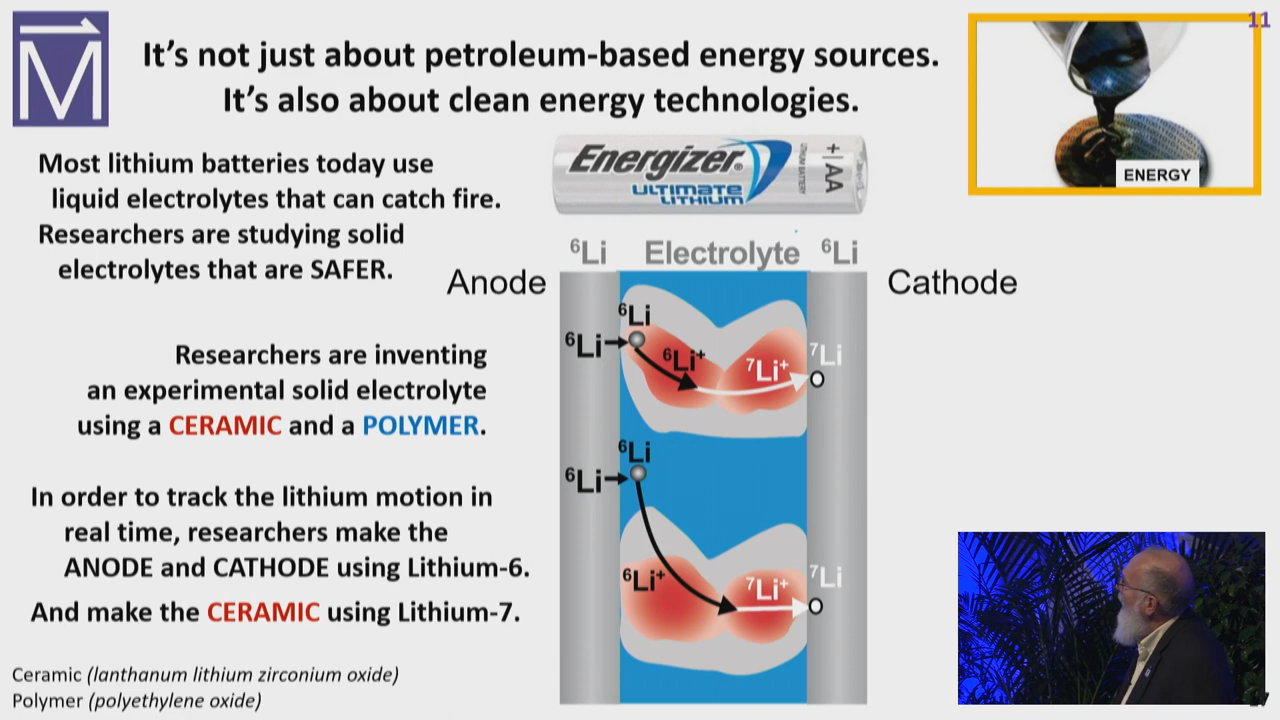 M
11
It's not just about petroleum-based energy sources.
It's also about clean energy technologies.
ENERGY
Most lithium batteries today use
liquid electrolytes that can catch fire.
Researchers are studying solid
electrolytes that are SAFER.
Energizer®
ULTIMATE
LITHIUM
LITHIUM BATTERY
+ | AA
⁶Li Electrolyte ⁶Li
Anode
Cathode
⁶Li
⁶Li
⁶Li⁺
⁷Li⁺
⁷Li
Researchers are inventing
an experimental solid electrolyte
using a CERAMIC and a POLYMER.
⁶Li
⁶Li
⁶Li⁺
⁷Li⁺
⁷Li
In order to track the lithium motion in
real time, researchers make the
ANODE and CATHODE using Lithium-6.
And make the CERAMIC using Lithium-7.
Ceramic (lanthanum lithium zirconium oxide)
Polymer (polyethylene oxide)